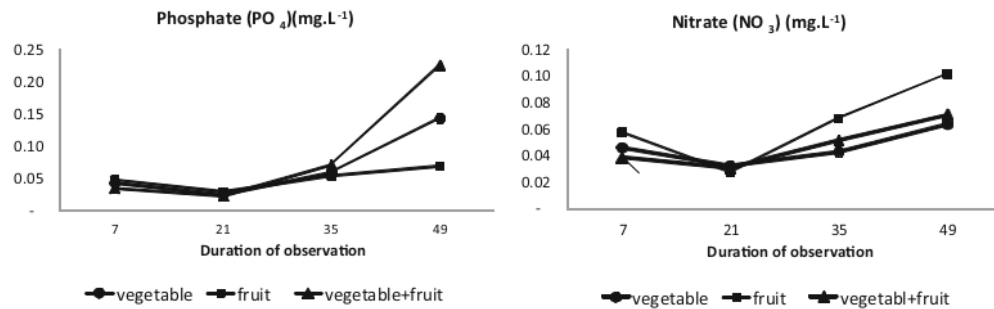 Phosphate (PO 4)(mg.L-1)
0.25
0.20
0.15
0.10
0.05
-
7 21 35 49
Duration of observation
vegetable fruit vegetable+fruit
Nitrate (NO 3) (mg.L-1)
0.12
0.10
0.08
0.06
0.04
0.02
-
7 21 35 49
Duration of observation
vegetable fruit vegetabl+fruit